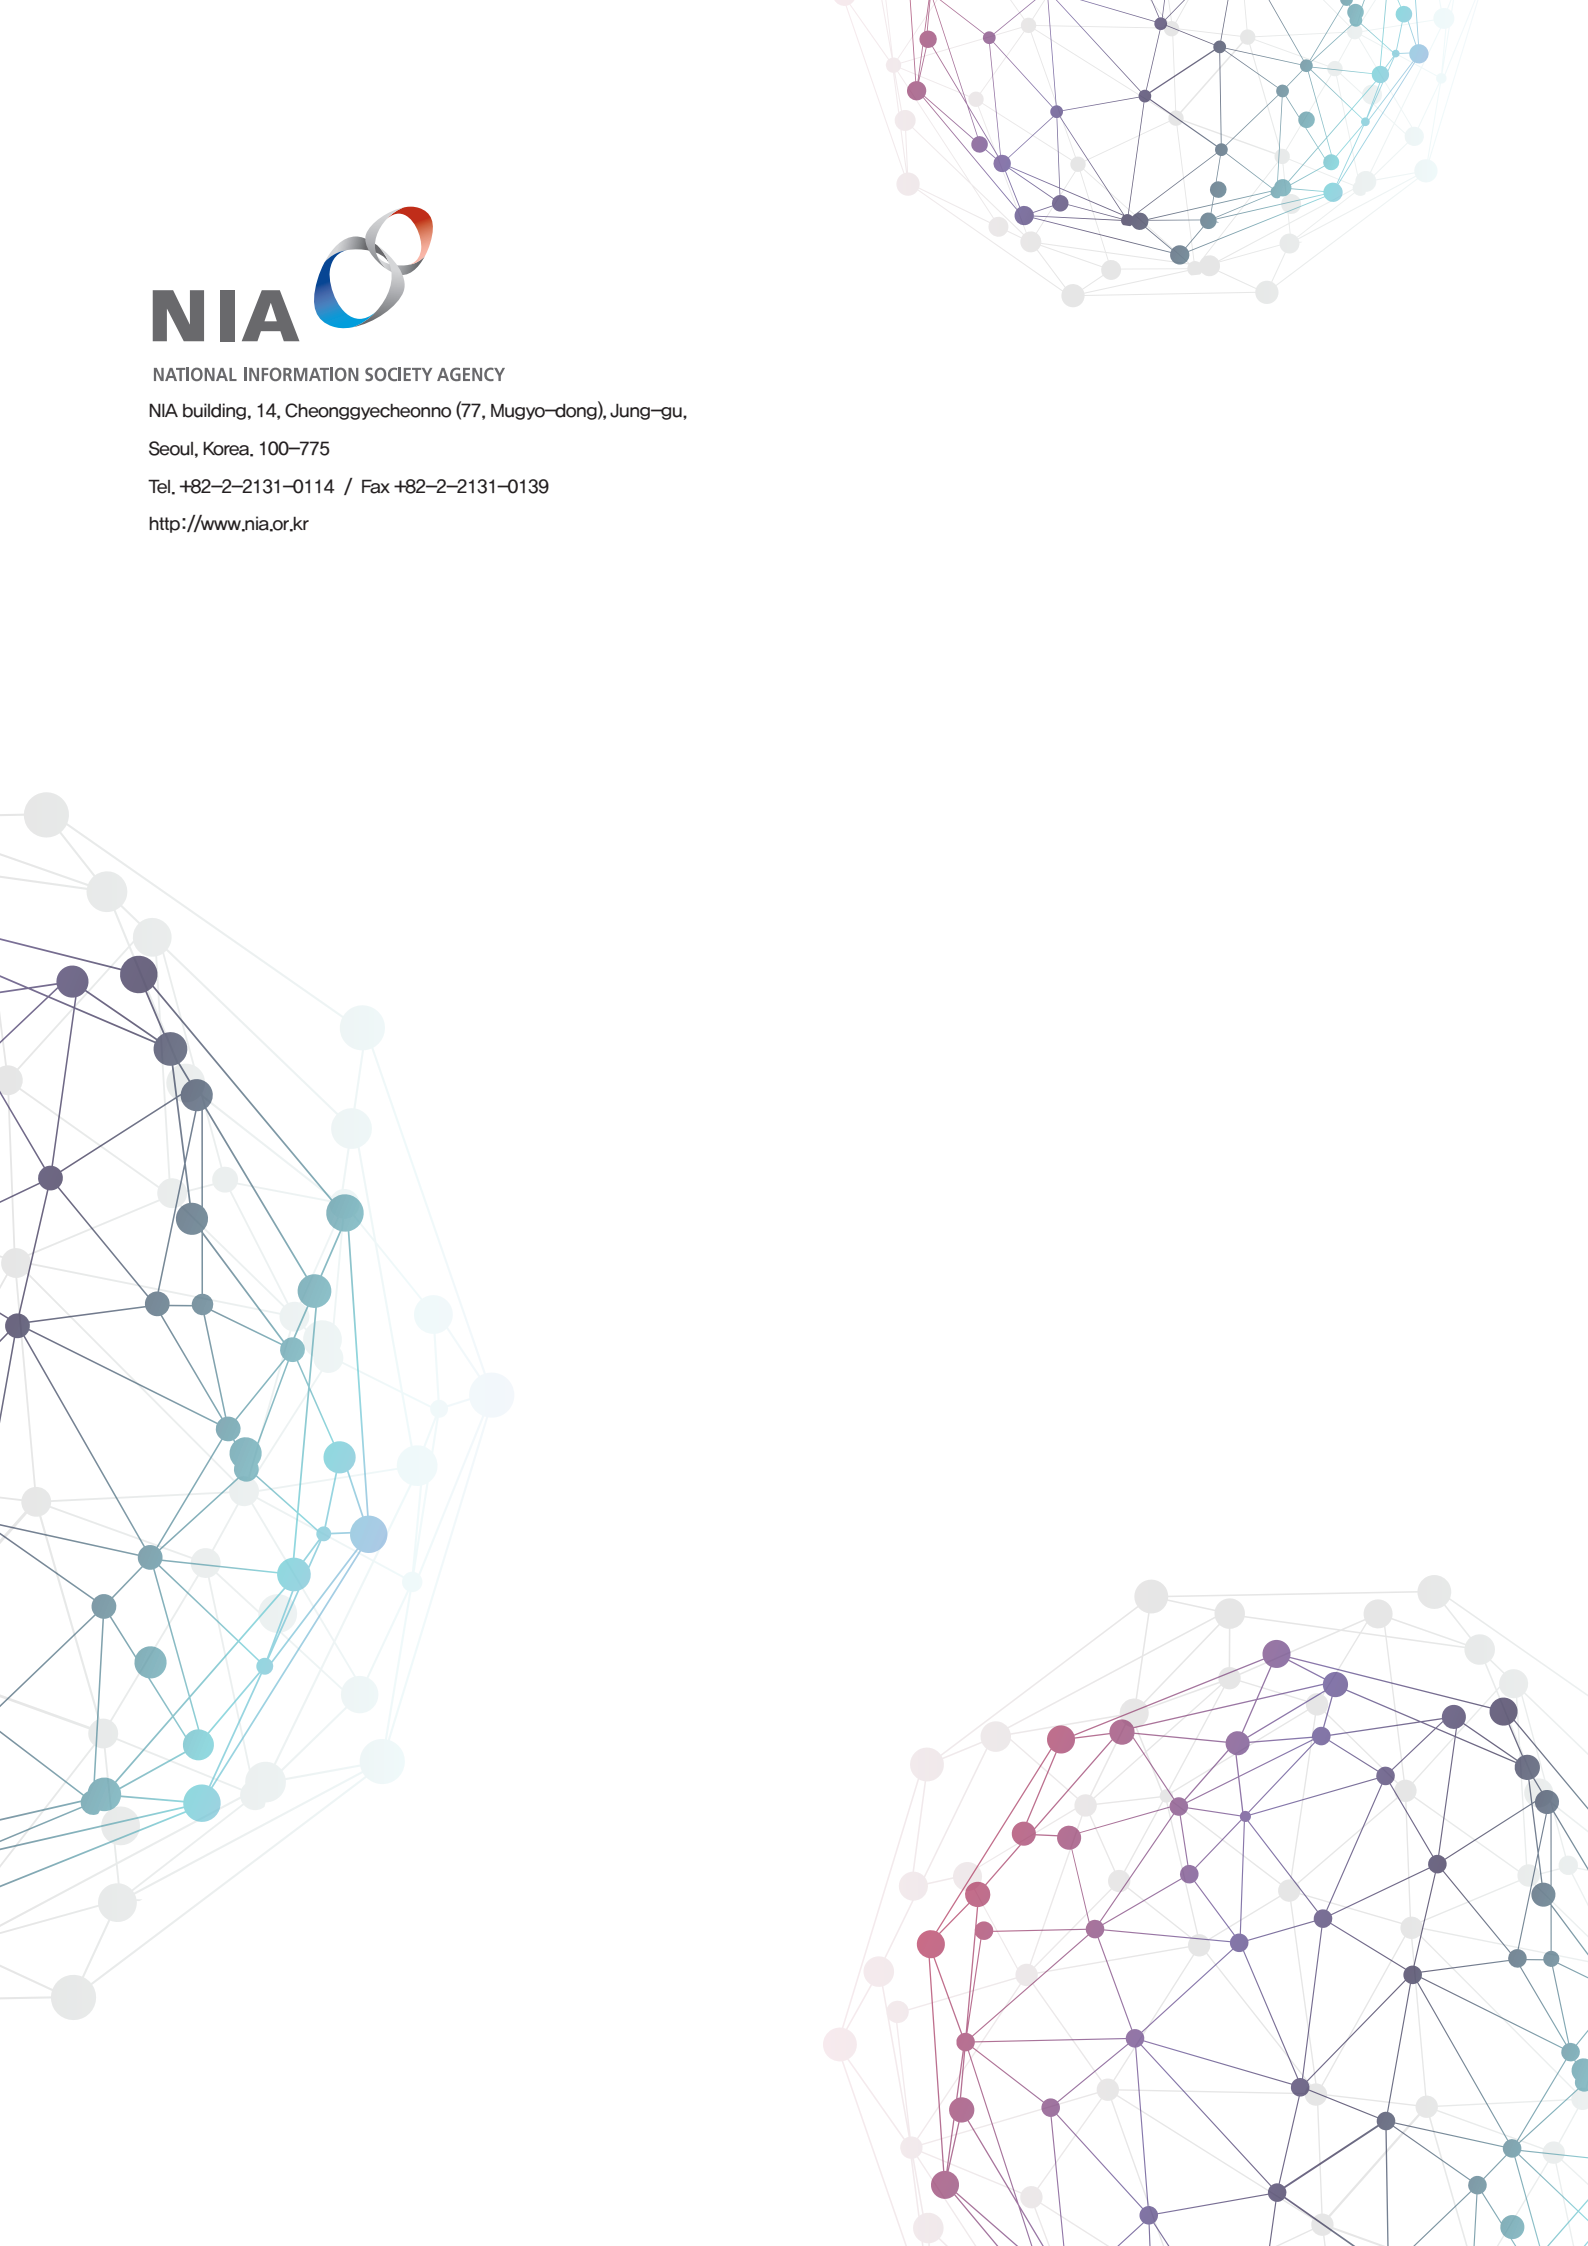 NIA
NATIONAL INFORMATION SOCIETY AGENCY
NIA building, 14, Cheonggyecheonno (77, Mugyo-dong), Jung-gu,
Seoul, Korea. 100-775
Tel. +82-2-2131-0114 / Fax +82-2-2131-0139
http://www.nia.or.kr